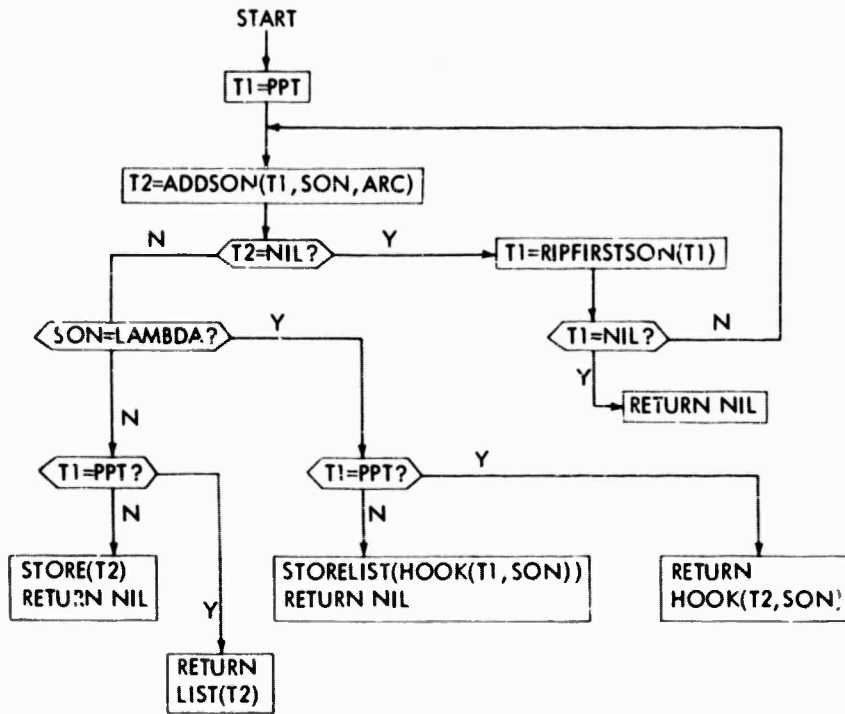 START
T1=PPT
T2=ADDSON(T1,SON,ARC)
N
T2=NIL?
Y
T1=RIPFIRSTSON(T1)
SON=LAMBDA?
Y
T1=NIL?
N
Y
RETURN NIL
N
T1=PPT?
T1=PPT?
Y
N
N
STORE(T2)
RETURN NIL
STORELIST(HOOK(T1,SON))
RETURN NIL
RETURN
HOOK(T2,SON)
Y
RETURN
LIST(T2)